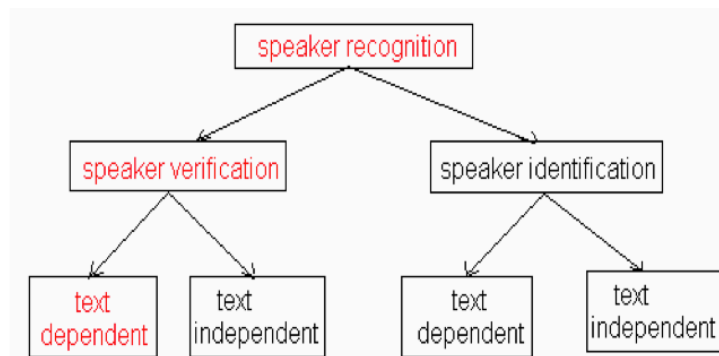 speaker recognition
speaker verification
speaker identification
text
dependent
text
independent
text
dependent
text
independent